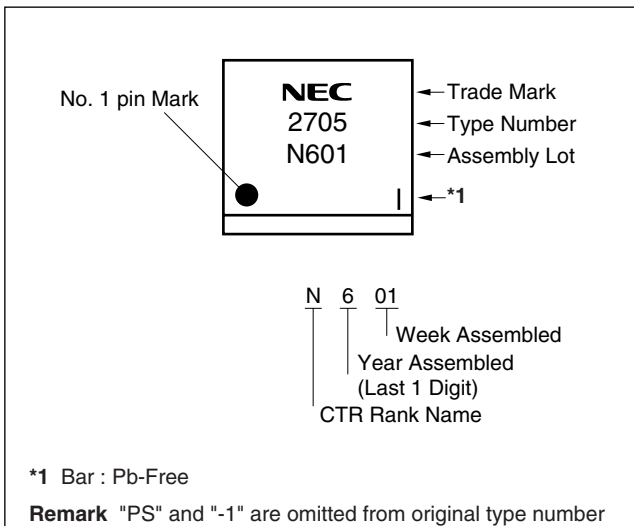 No. 1 pin Mark
NEC
2705
N601
Trade Mark
Type Number
Assembly Lot
*1
N 6 01
Week Assembled
Year Assembled
(Last 1 Digit)
CTR Rank Name
*1 Bar : Pb-Free
Remark "PS" and "-1" are omitted from original type number